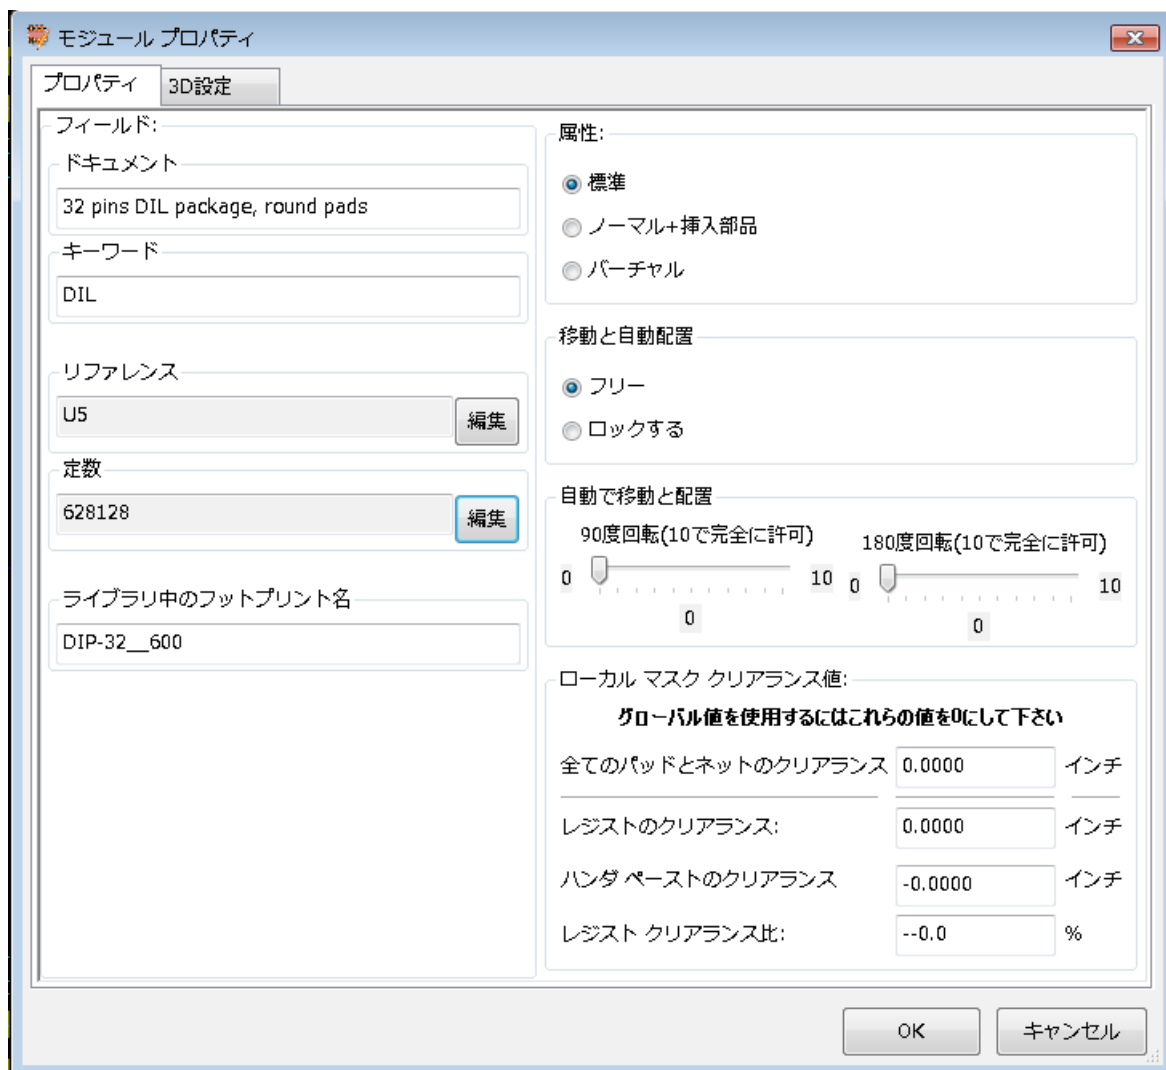 モジュール プロパティ
プロパティ
3D設定
フィールド:
ドキュメント
32 pins DIL package, round pads
キーワード
DIL
リファレンス
U5
編集
定数
628128
編集
ライブラリ中のフットプリント名
DIP-32__600
属性:
標準
ノーマル+挿入部品
バーチャル
移動と自動配置
フリー
ロックする
自動で移動と配置
90度回転(10で完全に許可)
0
10
0
180度回転(10で完全に許可)
0
10
0
ローカル マスク クリアランス値:
グローバル値を使用するにはこれらの値を0にして下さい
全てのパッドとネットのクリアランス 0.0000 インチ
レジストのクリアランス: 0.0000 インチ
ハンダ ペーストのクリアランス -0.0000 インチ
レジスト クリアランス比: --0.0 %
OK
キャンセル